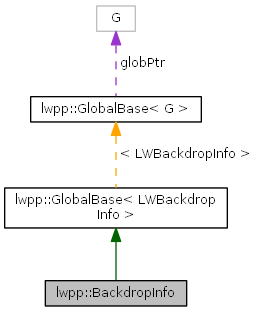 G
globPtr
lwpp::GlobalBase< G >
< LWBackdropInfo >
lwpp::GlobalBase< LWBackdrop
Info >
lwpp::BackdropInfo